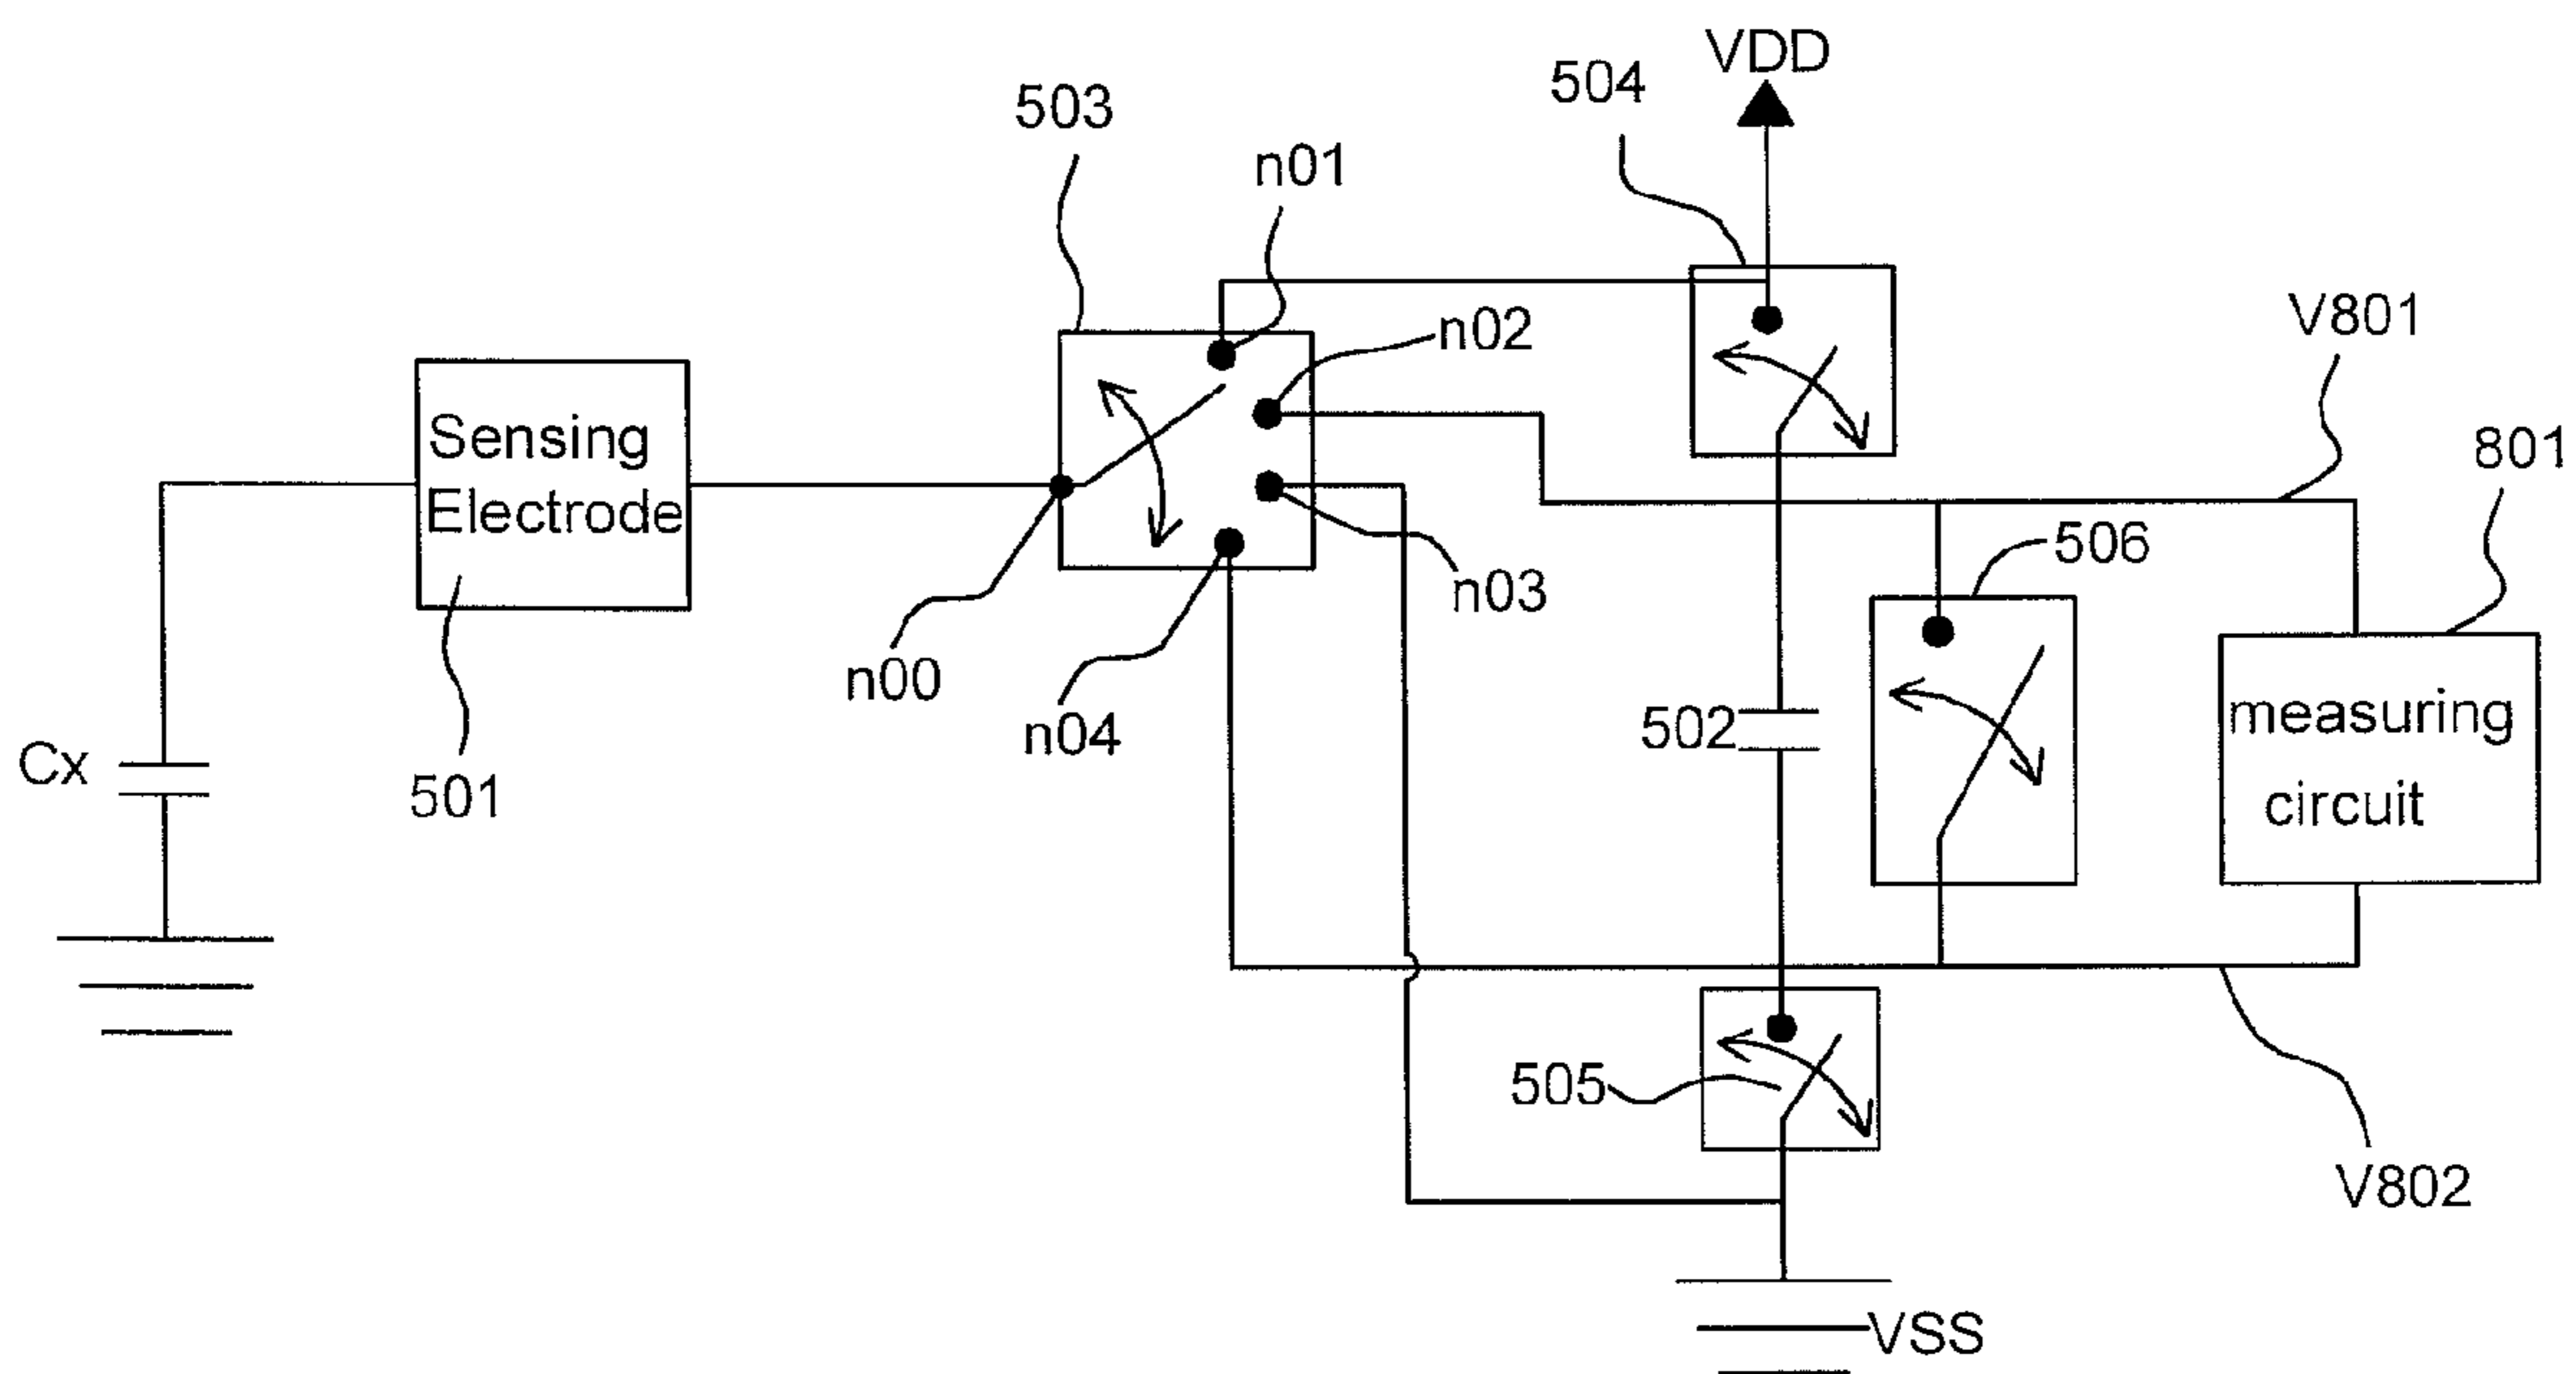 VDD
504
503
n01
n02
V801
801
Sensing
Electrode
506
n03
n00
n04
502
measuring
circuit
Cx
501
505
V802
VSS